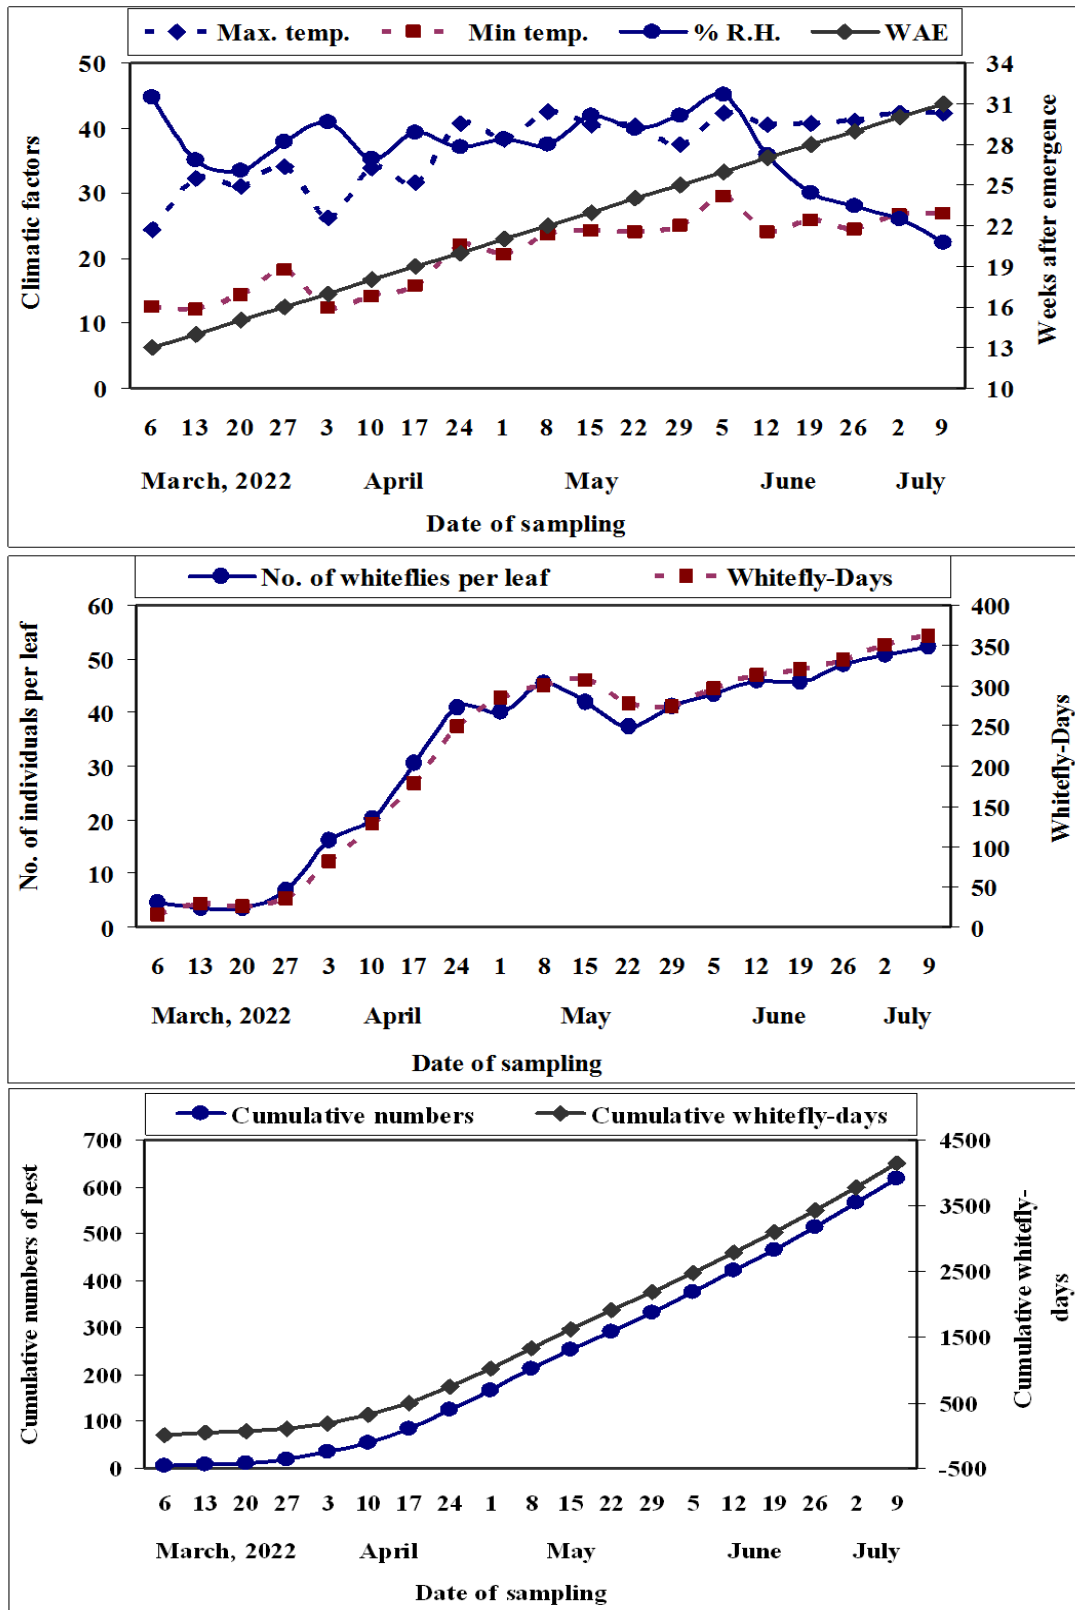 Max. temp. Min temp. % R.H. WAE
50 34
40 31
30 28
20 25
10 22
0 19
16
13
10
Climatic factors
Weeks after emergence
6 13 20 27 3 10 17 24 1 8 15 22 29 5 12 19 26 2 9
March, 2022 April May June July
Date of sampling
No. of whiteflies per leaf Whitefly-Days
60 400
50 350
40 300
30 250
20 200
10 150
0 100
50
0
No. of individuals per leaf
Whitefly-Days
6 13 20 27 3 10 17 24 1 8 15 22 29 5 12 19 26 2 9
March, 2022 April May June July
Date of sampling
Cumulative numbers Cumulative whitefly-days
700 4500
600 3500
500 2500
400 1500
300 500
200 -500
100
0
Cumulative numbers of pest
Cumulative whitefly-
days
6 13 20 27 3 10 17 24 1 8 15 22 29 5 12 19 26 2 9
March, 2022 April May June July
Date of sampling